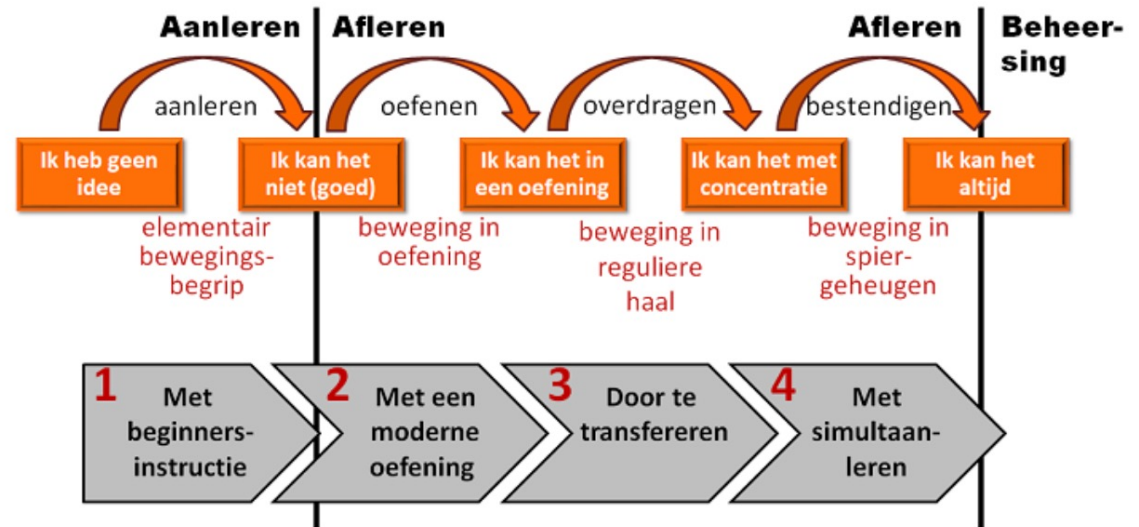 Aanleren
Afleren
Afleren
Beheer-
sing
aanleren
oefenen
overdragen
bestendigen
Ik heb geen
idee
Ik kan het
niet (goed)
Ik kan het in
een oefening
Ik kan het met
concentratie
Ik kan het
altijd
elementair
bewegings-
begrip
beweging in
oefening
beweging in
reguliere
haal
beweging in
spier-
geheugen
1
Met
beginners-
instructie
2
Met een
moderne
oefening
3
Door te
transfereren
4
Met
simultaan-
leren